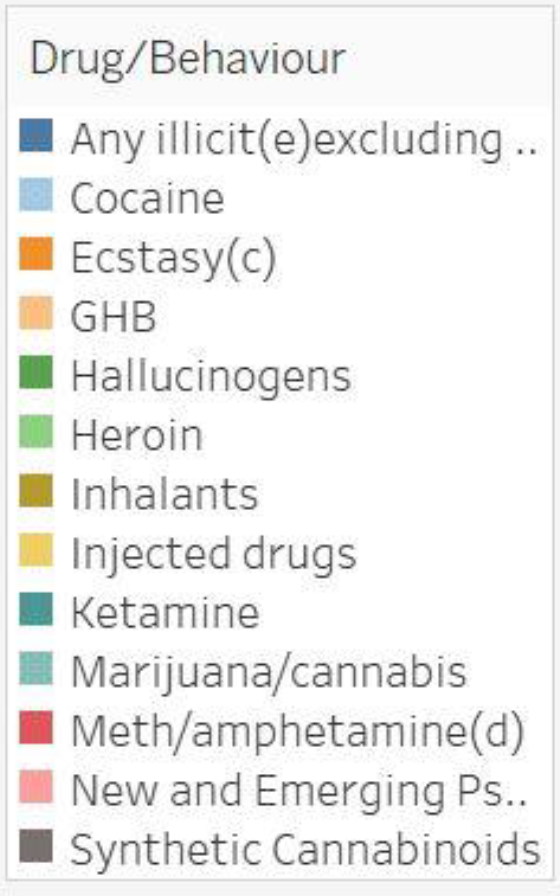 Drug/Behaviour
Any illicit(e)excluding ..
Cocaine
Ecstasy(c)
GHB
Hallucinogens
Heroin
Inhalants
Injected drugs
Ketamine
Marijuana/cannabis
Meth/amphetamine(d)
New and Emerging Ps..
Synthetic Cannabinoids